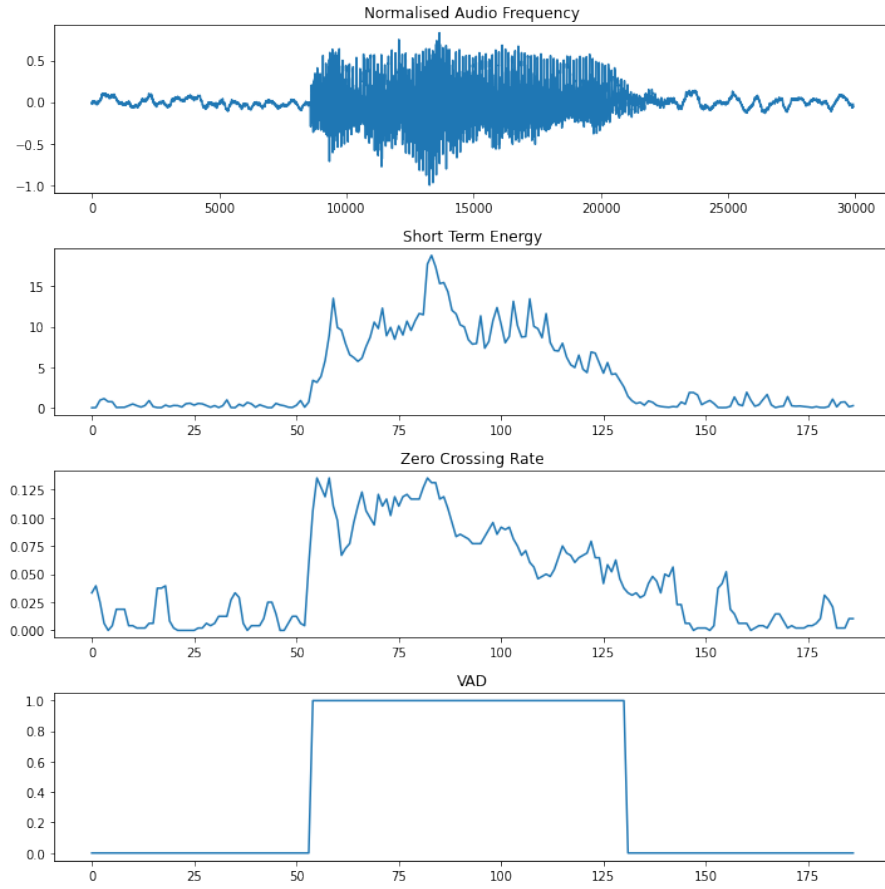 Normalised Audio Frequency
0.5
0.0
−0.5
−1.0
0 5000 10000 15000 20000 25000 30000
Short Term Energy
15
10
5
0
0 25 50 75 100 125 150 175
Zero Crossing Rate
0.125
0.100
0.075
0.050
0.025
0.000
0 25 50 75 100 125 150 175
VAD
1.0
0.8
0.6
0.4
0.2
0.0
0 25 50 75 100 125 150 175